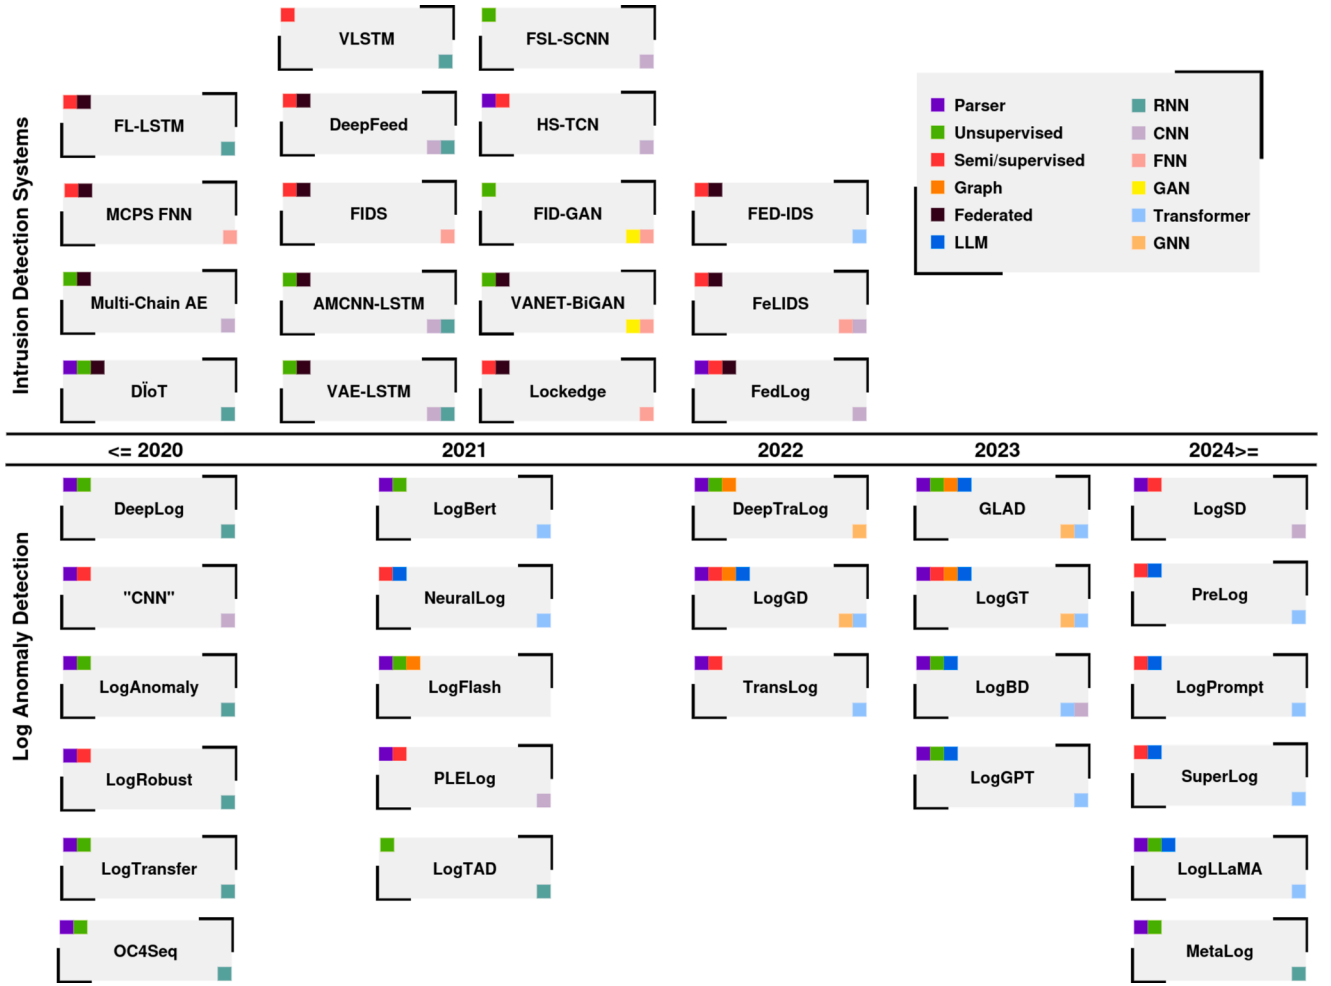 Intrusion Detection Systems
VLSTM
FSL-SCNN
FL-LSTM
DeepFeed
HS-TCN
MCPS FNN
FIDS
FID-GAN
FED-IDS
Multi-Chain AE
AMCNN-LSTM
VANET-BiGAN
FeLIDS
DÏoT
VAE-LSTM
Lockedge
FedLog
Parser
RNN
Unsupervised
CNN
Semi/supervised
FNN
Graph
GAN
Federated
Transformer
LLM
GNN
<= 2020
2021
2022
2023
2024>=
Log Anomaly Detection
DeepLog
LogBert
DeepTraLog
GLAD
LogSD
"CNN"
NeuralLog
LogGD
LogGT
PreLog
LogAnomaly
LogFlash
TransLog
LogBD
LogPrompt
LogRobust
PLELog
LogGPT
SuperLog
LogTransfer
LogTAD
LogLLaMA
OC4Seq
MetaLog